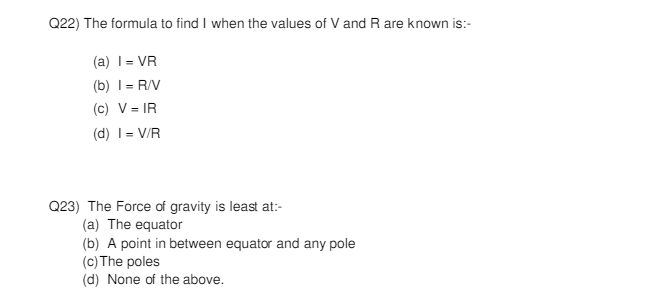 Q22) The formula to find I when the values of V and R are known is:-
(a) I = VR
(b) I = R/V
(c) V = IR
(d) I = V/R
Q23) The Force of gravity is least at:-
(a) The equator
(b) A point in between equator and any pole
(c)The poles
(d) None of the above.